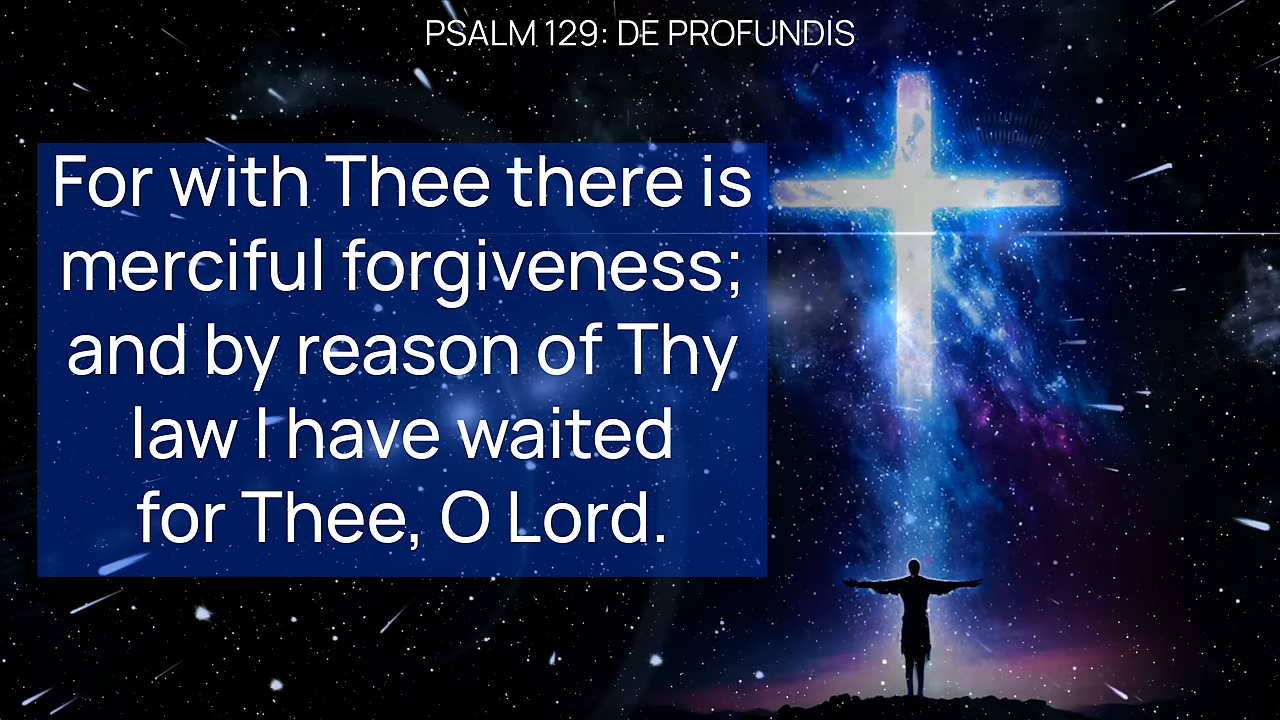 PSALM 129: DE PROFUNDIS
For with Thee there is
merciful forgiveness;
and by reason of Thy
law I have waited
for Thee, O Lord.